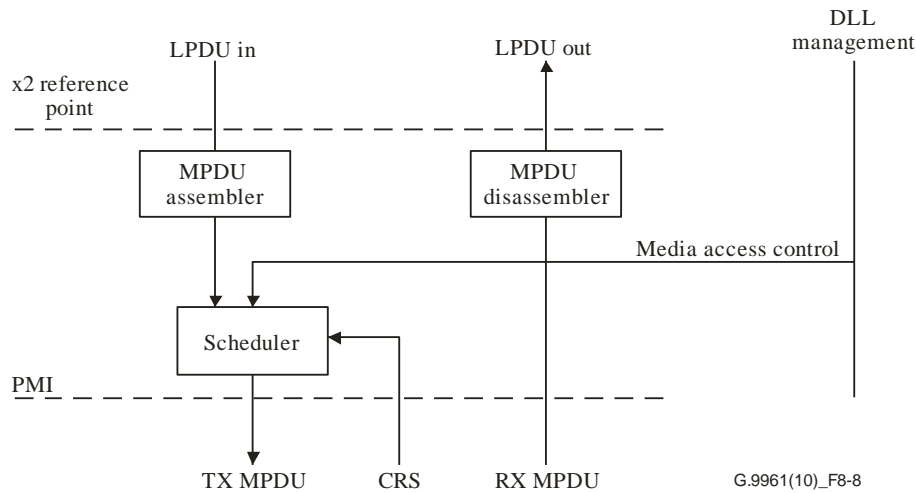 DLL
management
LPDU in
LPDU out
x2 reference
point
MPDU
assembler
MPDU
disassembler
Media access control
Scheduler
PMI
TX MPDU
CRS
RX MPDU
G.9961(10)_F8-8